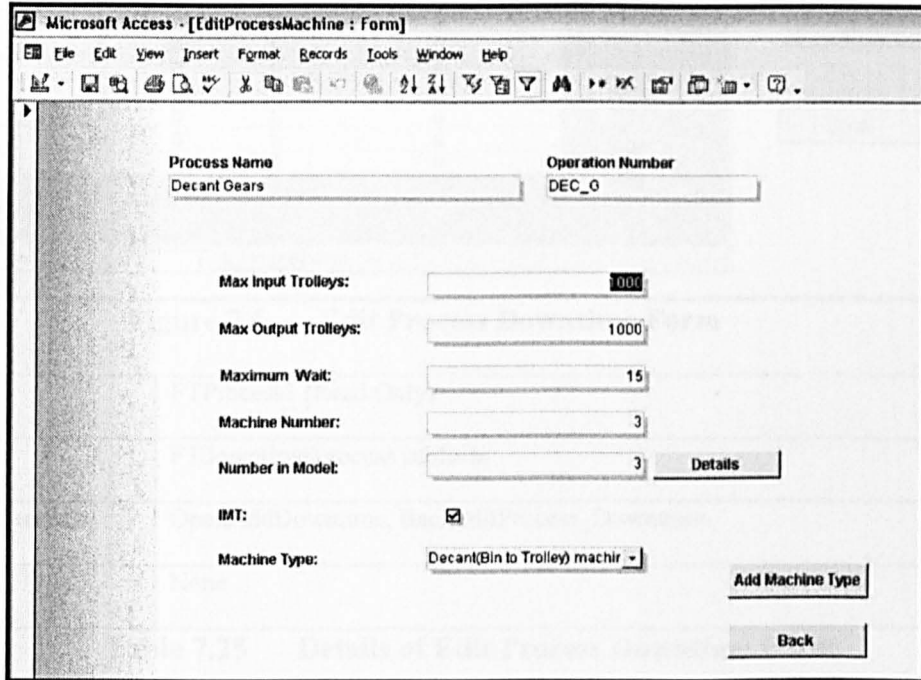 Microsoft Access - [EditProcessMachine : Form]
File Edit View Insert Format Records Tools Window Help
Process Name Operation Number
Decant Gears DEC_G
Max Input Trolleys: 1000
Max Output Trolleys: 1000
Maximum Wait: 15
Machine Number: 3
Number in Model: 3 Details
IMT:
Machine Type: Decant(Bin to Trolley) machir
Add Machine Type
Back